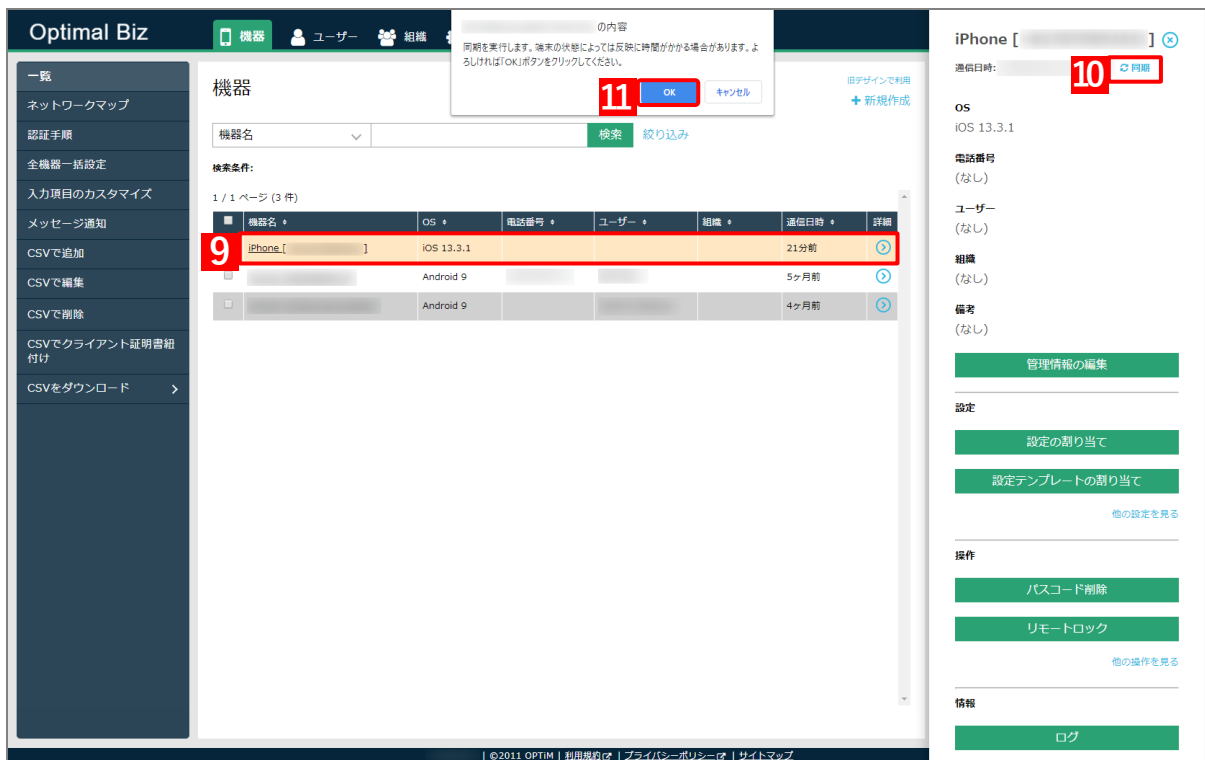 Optimal Biz
機器
ユーザー
組織
の内容
同期を実行します。端末の状態によっては反映に時間がかかる場合があります。よ
ろしければ「OK」ボタンをクリックしてください。
11
OK
キャンセル
一覧
ネットワークマップ
認証手順
全機器一括設定
入力項目のカスタマイズ
メッセージ通知
CSVで追加
CSVで編集
CSVで削除
CSVでクライアント証明書紐
付け
CSVをダウンロード
機器
旧デザインで利用
+ 新規作成
機器名
検索
絞り込み
検索条件:
1 / 1 ページ (3 件)
機器名 OS 電話番号 ユーザー 組織 通信日時 詳細
9
iPhone [ ] iOS 13.3.1 21分前
Android 9 5ヶ月前
Android 9 4ヶ月前
iPhone [ ]
通信日時:
10
同期
OS
iOS 13.3.1
電話番号
(なし)
ユーザー
(なし)
組織
(なし)
備考
(なし)
管理情報の編集
設定
設定の割り当て
設定テンプレートの割り当て
他の設定を見る
操作
パスコード削除
リモートロック
他の操作を見る
情報
ログ
| ©2011 OPTiM | 利用規約 | プライバシーポリシー | サイトマップ